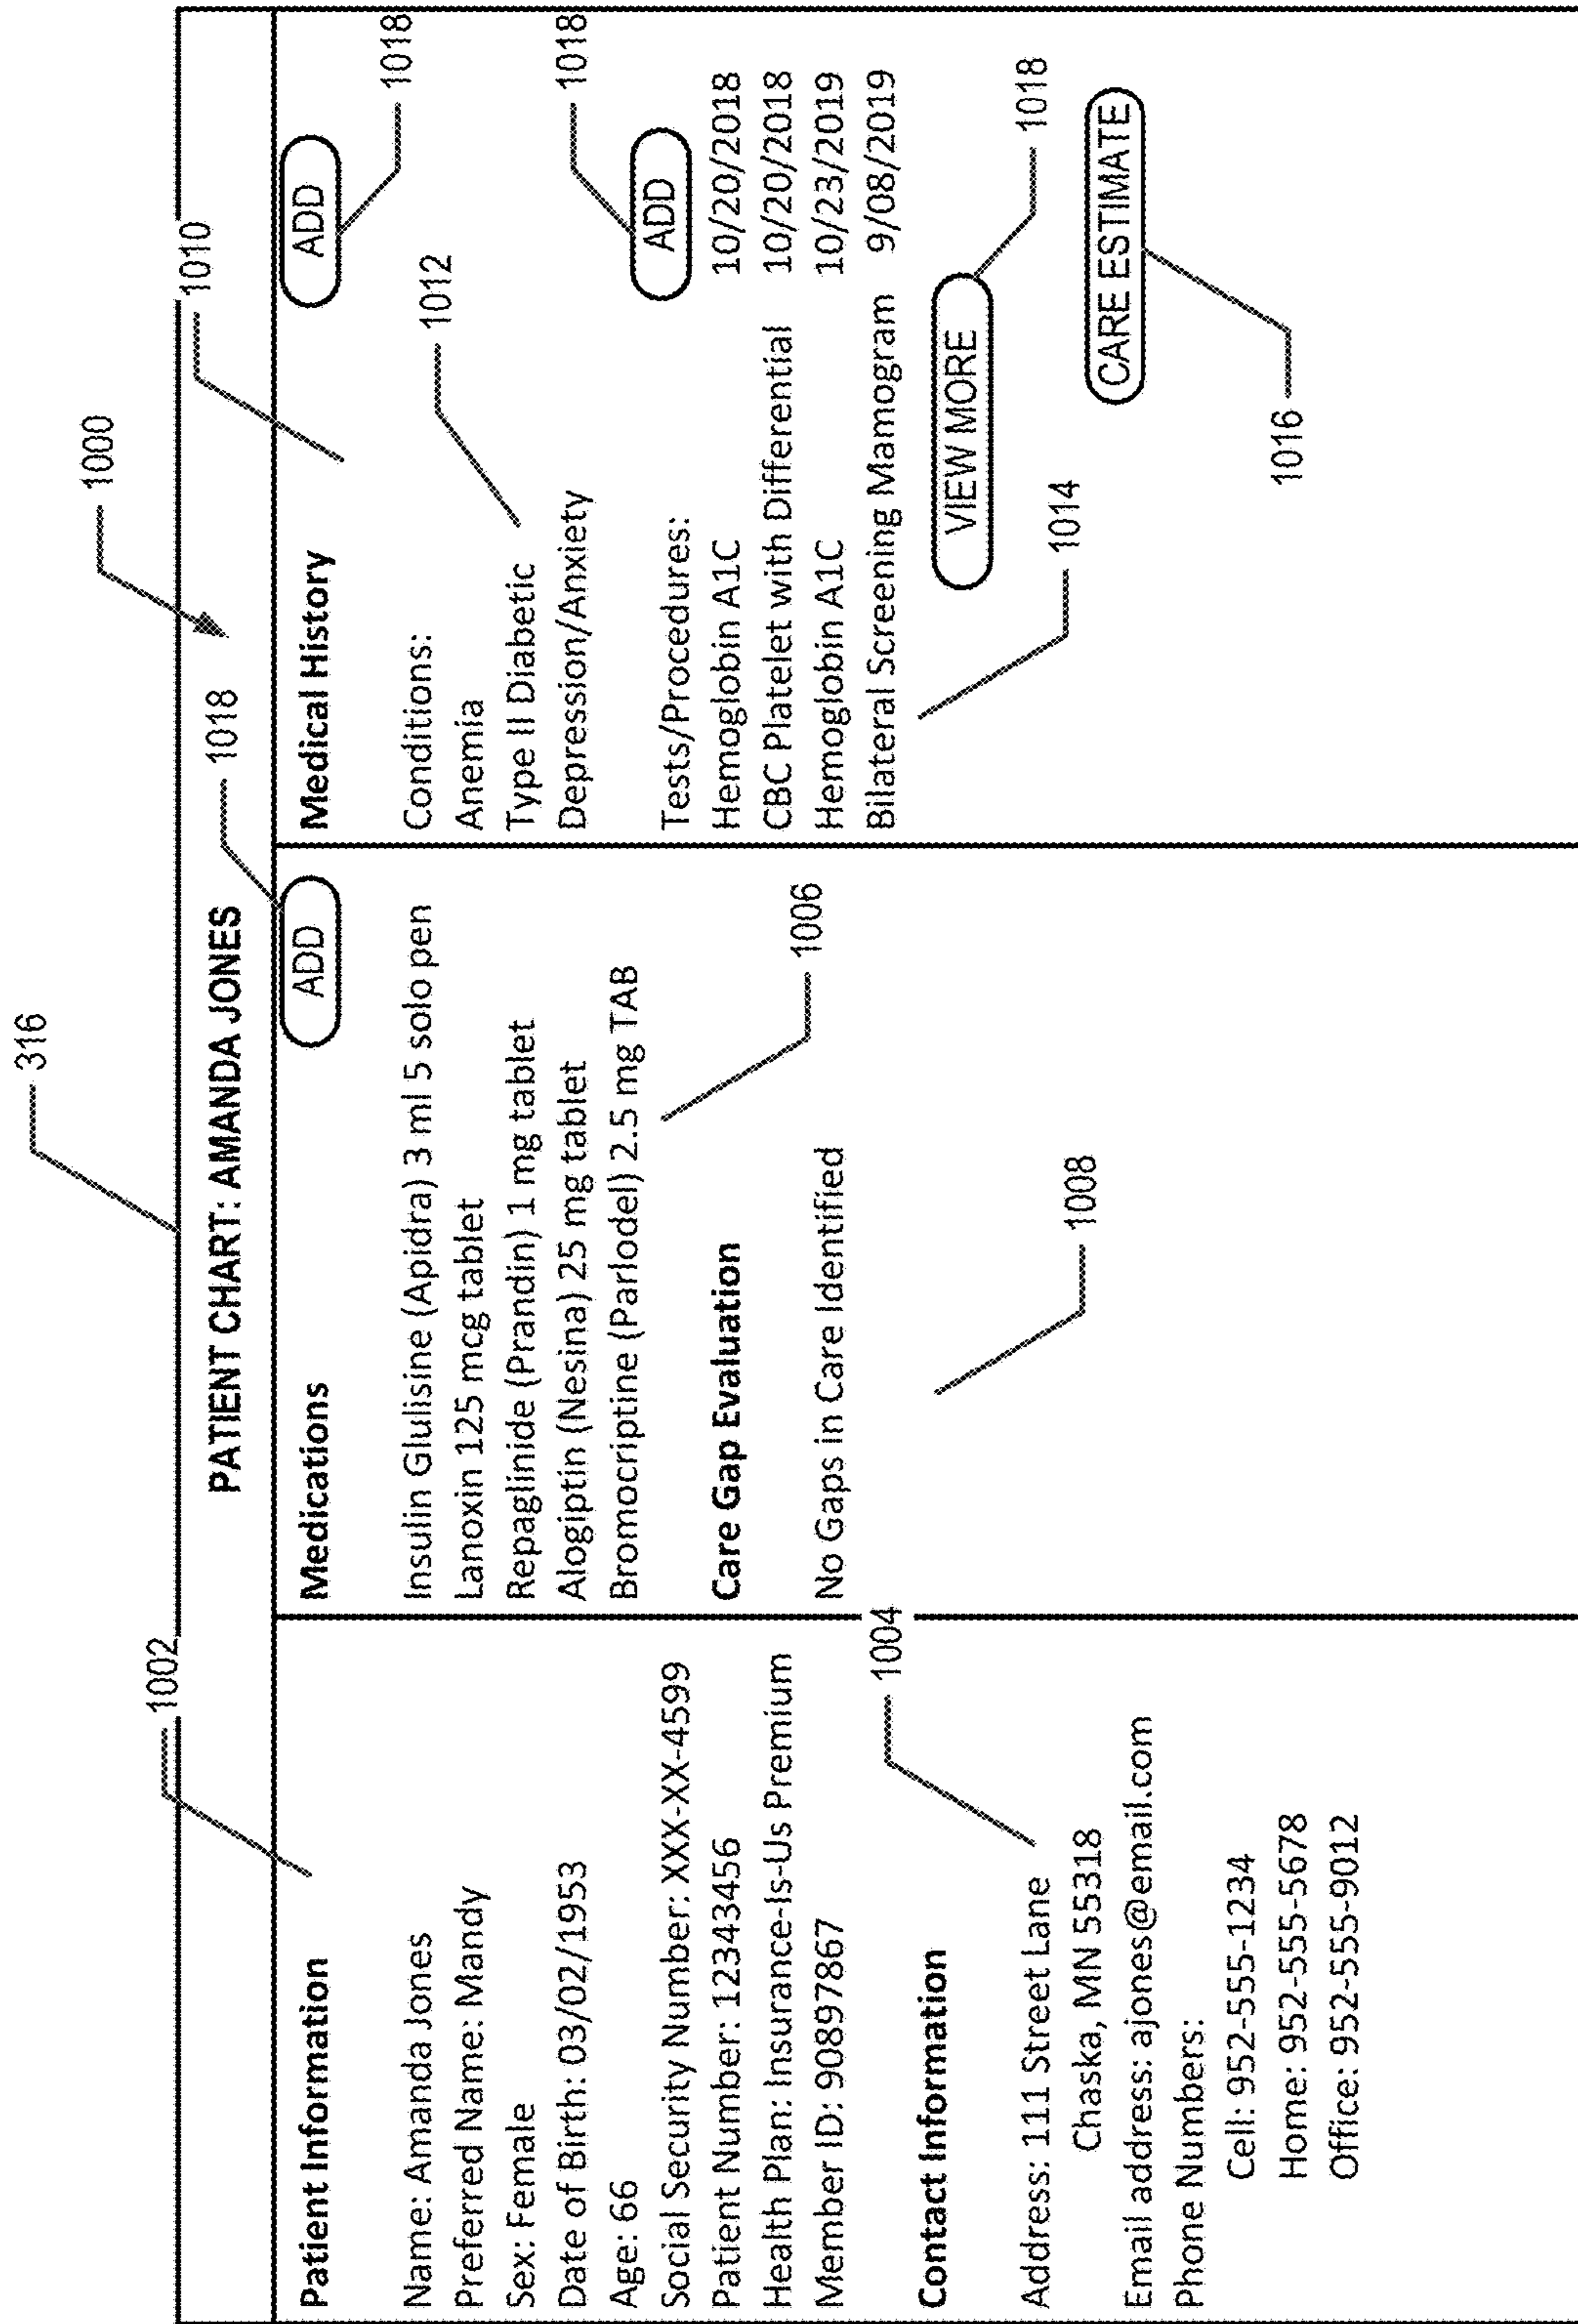 316
1000
PATIENT CHART: AMANDA JONES
1002
Patient Information
Name: Amanda Jones
Preferred Name: Mandy
Sex: Female
Date of Birth: 03/02/1953
Age: 66
Social Security Number: XXX-XX-4599
Patient Number: 12343456
Health Plan: Insurance-Is-Us Premium
Member ID: 90897867
1004
Contact Information
Address: 111 Street Lane
Chaska, MN 55318
Email address: ajones@email.com
Phone Numbers:
Cell: 952-555-1234
Home: 952-555-5678
Office: 952-555-9012
1018
Medications
ADD
Insulin Glulisine (Apidra) 3 ml 5 solo pen
Lanoxin 125 mcg tablet
Repaglinide (Prandin) 1 mg tablet
Alogiptin (Nesina) 25 mg tablet
Bromocriptine (Parlodel) 2.5 mg TAB
1006
Care Gap Evaluation
No Gaps in Care Identified
1008
1010
Medical History
ADD
1018
Conditions:
1012
Anemia
Type II Diabetic
Depression/Anxiety
1018
Tests/Procedures:
ADD
Hemoglobin A1C 10/20/2018
CBC Platelet with Differential 10/20/2018
Hemoglobin A1C 10/23/2019
Bilateral Screening Mamogram 9/08/2019
VIEW MORE
1018
1014
CARE ESTIMATE
1016